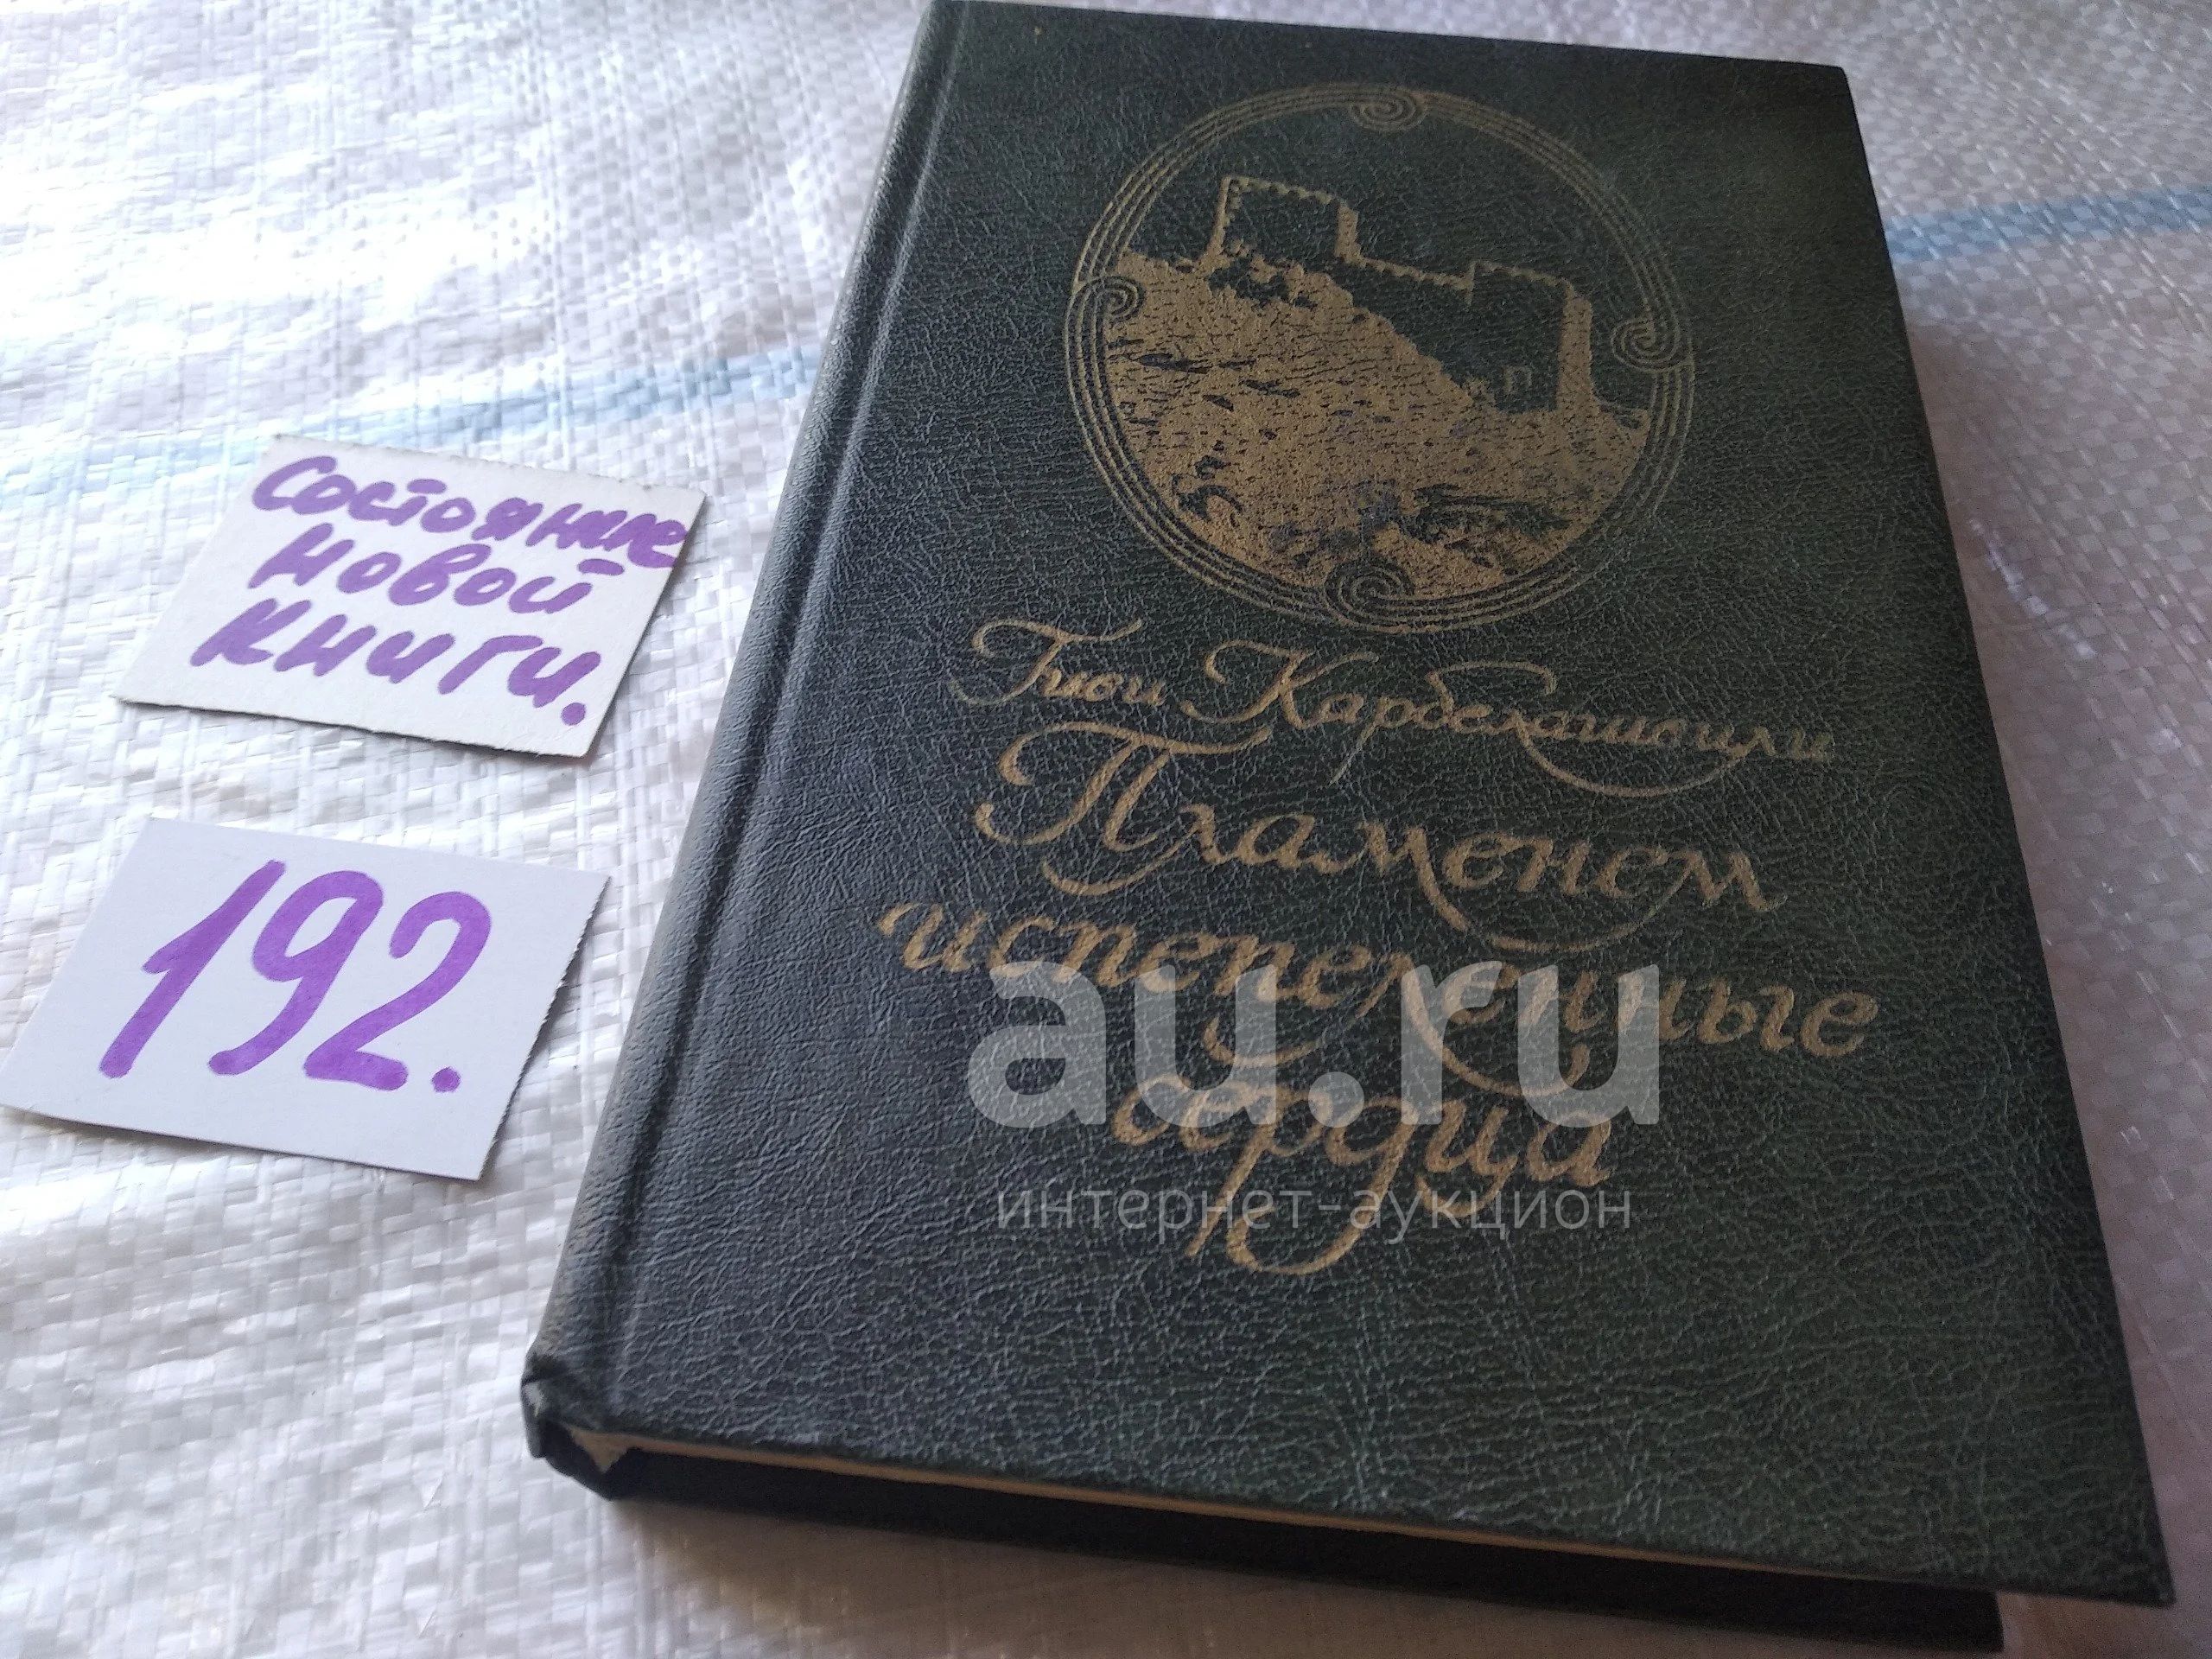 Состояние
новой
книги.
192.
Гиви Карбелашвили
Пламенем
испепеленные
сердца
au.ru
интернет-аукцион